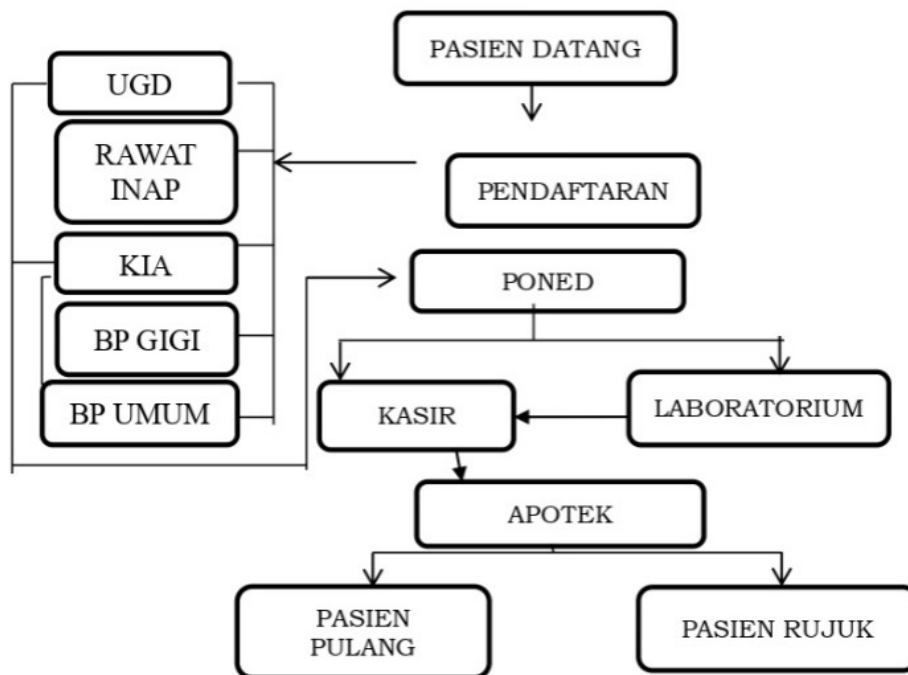 PASIEN DATANG
UGD
RAWAT
INAP
PENDAFTARAN
KIA
PONED
BP GIGI
BP UMUM
KASIR
LABORATORIUM
APOTEK
PASIEN
PULANG
PASIEN RUJUK